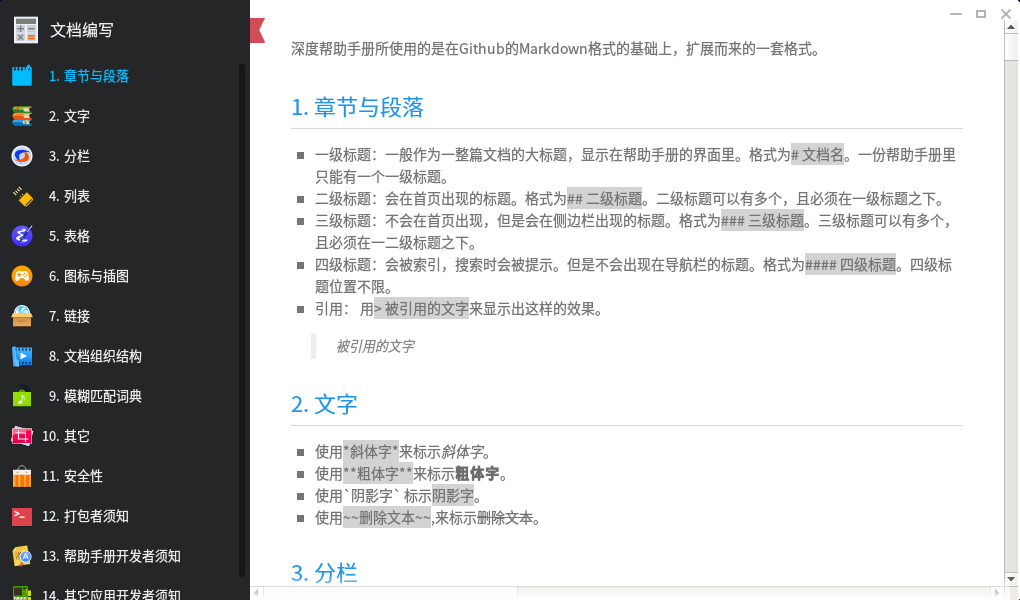 文档编写
1. 章节与段落
2. 文字
3. 分栏
4. 列表
5. 表格
6. 图标与插图
7. 链接
8. 文档组织结构
9. 模糊匹配词典
10. 其它
11. 安全性
12. 打包者须知
13. 帮助手册开发者须知
14. 其它应用开发者须知
深度帮助手册所使用的是在Github的Markdown格式的基础上，扩展而来的一套格式。
1. 章节与段落
一级标题：一般作为一整篇文档的大标题，显示在帮助手册的界面里。格式为# 文档名。一份帮助手册里
只能有一个一级标题。
二级标题：会在首页出现的标题。格式为## 二级标题。二级标题可以有多个，且必须在一级标题之下。
三级标题：不会在首页出现，但是会在侧边栏出现的标题。格式为### 三级标题。三级标题可以有多个，
且必须在一二级标题之下。
四级标题：会被索引，搜索时会被提示。但是不会出现在导航栏的标题。格式为#### 四级标题。四级标
题位置不限。
引用： 用> 被引用的文字来显示出这样的效果。
被引用的文字
2. 文字
使用*斜体字*来标示斜体字。
使用**粗体字**来标示粗体字。
使用`阴影字` 标示阴影字。
使用~~删除文本~~,来标示删除文本。
3. 分栏